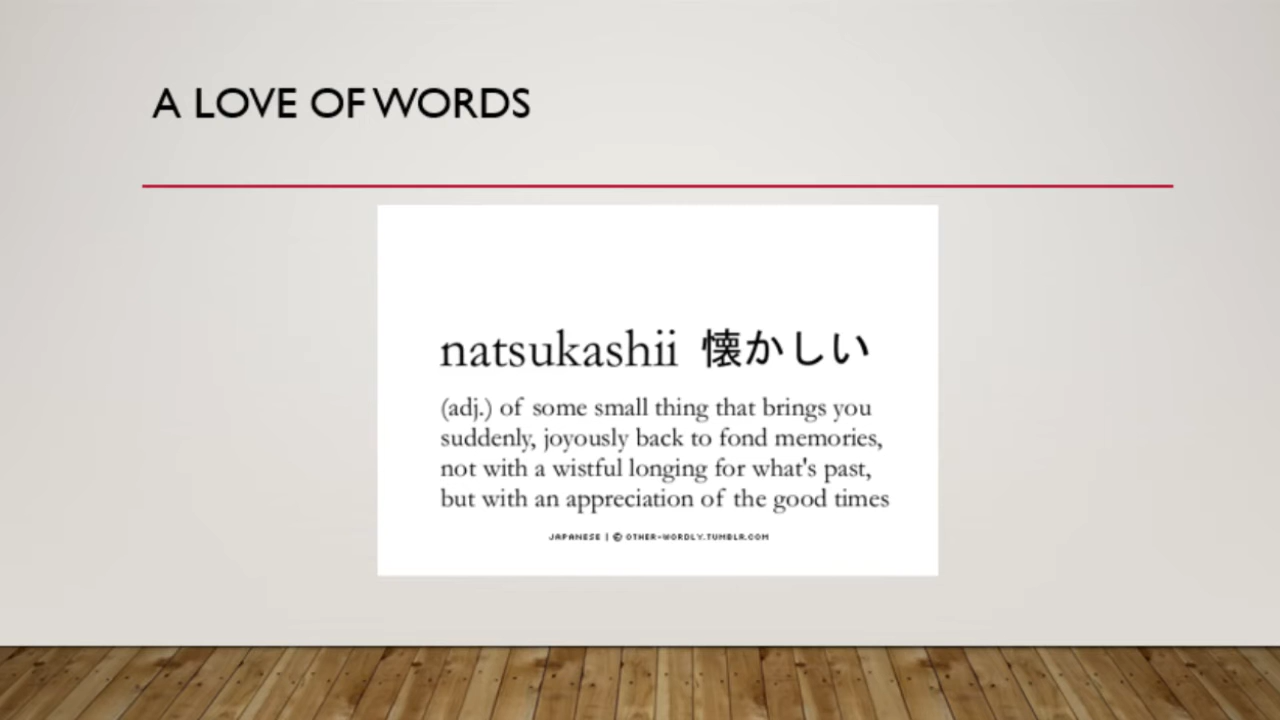 A LOVE OF WORDS
natsukashii 懐かしい
(adj.) of some small thing that brings you
suddenly, joyously back to fond memories,
not with a wistful longing for what's past,
but with an appreciation of the good times
JAPANESE | © OTHER-WORDLY.TUMBLR.COM